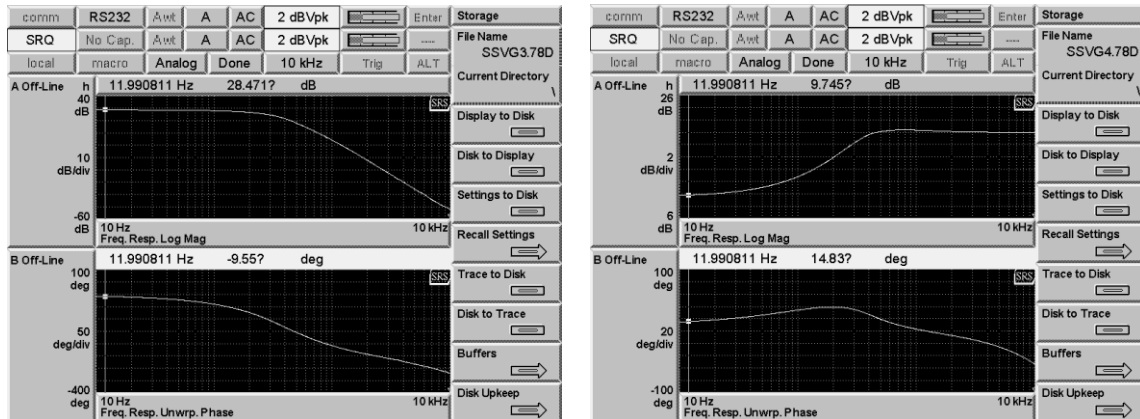 comm RS232 Awt A AC 2 dBVpk Enter
SRQ No Cap. Awt A AC 2 dBVpk ----
local macro Analog Done 10 kHz Trig ALT
A Off-Line h 11.990811 Hz 28.471? dB
40
dB
SRS
10
dB/div
-60
dB
10 Hz 10 kHz
Freq. Resp. Log Mag
B Off-Line 11.990811 Hz -9.55? deg
100
deg
SRS
50
deg/div
-400
deg
10 Hz 10 kHz
Freq. Resp. Unwrp. Phase
Storage
File Name
SSVG3.78D
Current Directory
\
Display to Disk
Disk to Display
Settings to Disk
Recall Settings
Trace to Disk
Disk to Trace
Buffers
Disk Upkeep
comm RS232 Awt A AC 2 dBVpk Enter
SRQ No Cap. Awt A AC 2 dBVpk ----
local macro Analog Done 10 kHz Trig ALT
A Off-Line h 11.990811 Hz 9.745? dB
26
dB
SRS
2
dB/div
6
dB
10 Hz 10 kHz
Freq. Resp. Log Mag
B Off-Line 11.990811 Hz 14.83? deg
100
deg
SRS
20
deg/div
-100
deg
10 Hz 10 kHz
Freq. Resp. Unwrp. Phase
Storage
File Name
SSVG4.78D
Current Directory
\
Display to Disk
Disk to Display
Settings to Disk
Recall Settings
Trace to Disk
Disk to Trace
Buffers
Disk Upkeep